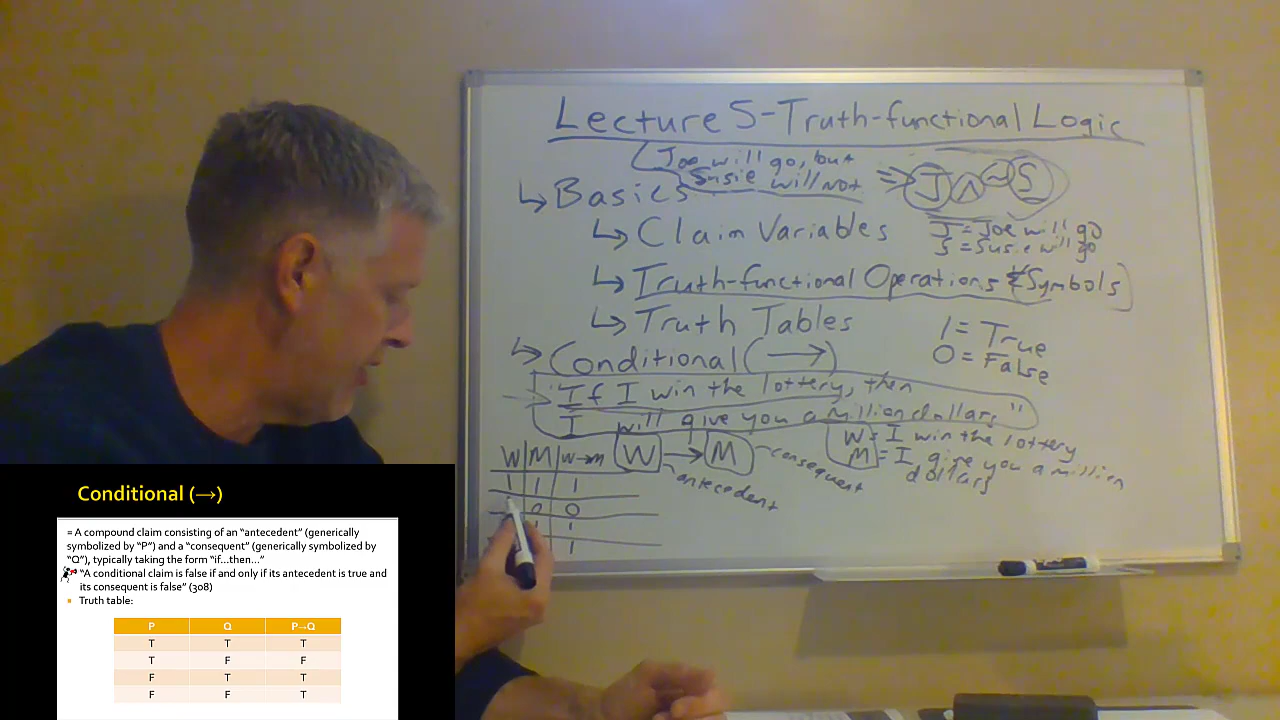 Lecture 5-Truth-functional Logic
Joe will go, but
Susie will not
⇒ J ∧ ~S
↳ Basics
↳ Claim Variables
J = Joe will go
S = Susie will go
↳ Truth-functional Operations & Symbols
↳ Truth Tables
1 = True
0 = False
↳ Conditional (→)
If I win the lottery, then
I will give you a million dollars"
W = I win the lottery
M = I give you a million
dollars
W → M
antecedent
consequent
W M W→M
1 1 1
0 0
1 1
1
Conditional (→)
= A compound claim consisting of an “antecedent” (generically
symbolized by “P”) and a “consequent” (generically symbolized by
“Q”), typically taking the form “if…then…”
“A conditional claim is false if and only if its antecedent is true and
its consequent is false” (308)
Truth table:
P Q P→Q
T T T
T F F
F T T
F F T